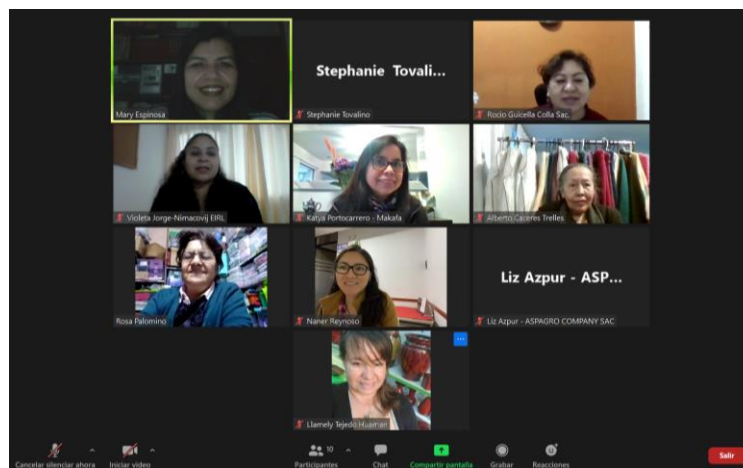 Mary Espinosa
Stephanie Tovali...
Stephanie Tovalino
Rocio Guicella Colla Sac.
Violeta Jorge-Nimacovij EIRL
Katya Portocarrero - Makafa
Alberto Caceres Trelles
Rosa Palomino
Naner Reynoso
Liz Azpur - ASP...
Liz Azpur - ASPAGRO COMPANY SAC
Llamely Tejedo Huaman
Cancelar silenciar ahora
Iniciar video
10
Participantes
Chat
Compartir pantalla
Grabar
Reacciones
Salir